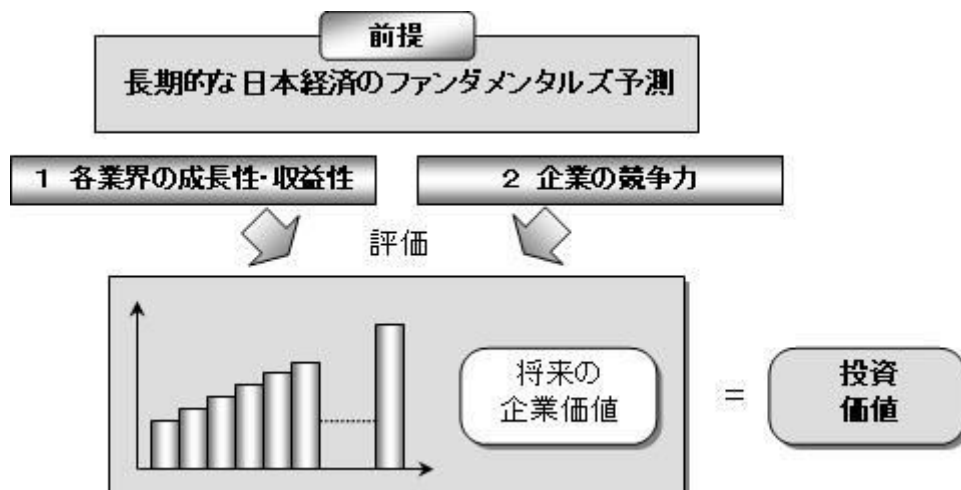 前提
長期的な日本経済のファンダメンタルズ予測
1 各業界の成長性・収益性
2 企業の競争力
評価
将来の
企業価値
=
投資
価値